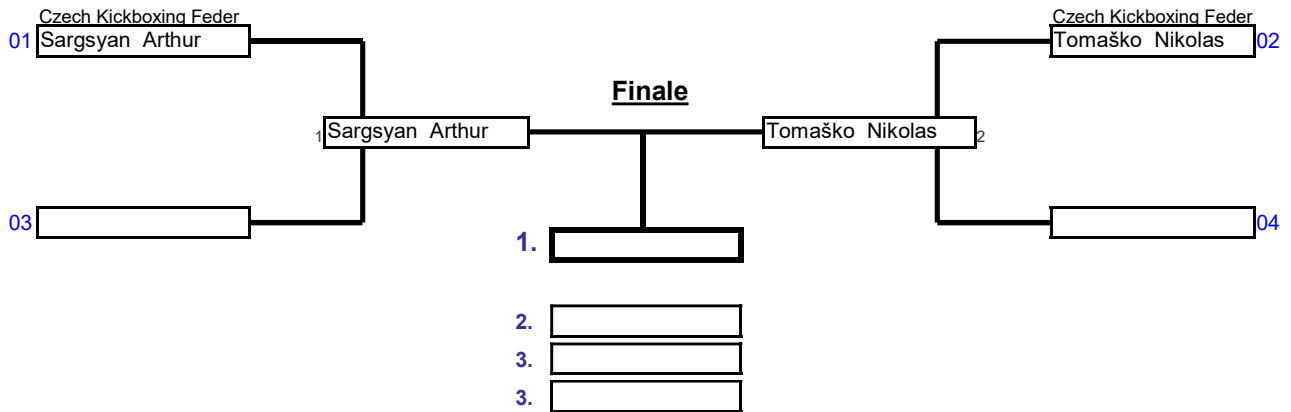 Czech Kickboxing Feder
Czech Kickboxing Feder
01 Sargsyan Arthur
Tomaško Nikolas 02
Finale
1 Sargsyan Arthur
Tomaško Nikolas 2
03
04
1.
2.
3.
3.